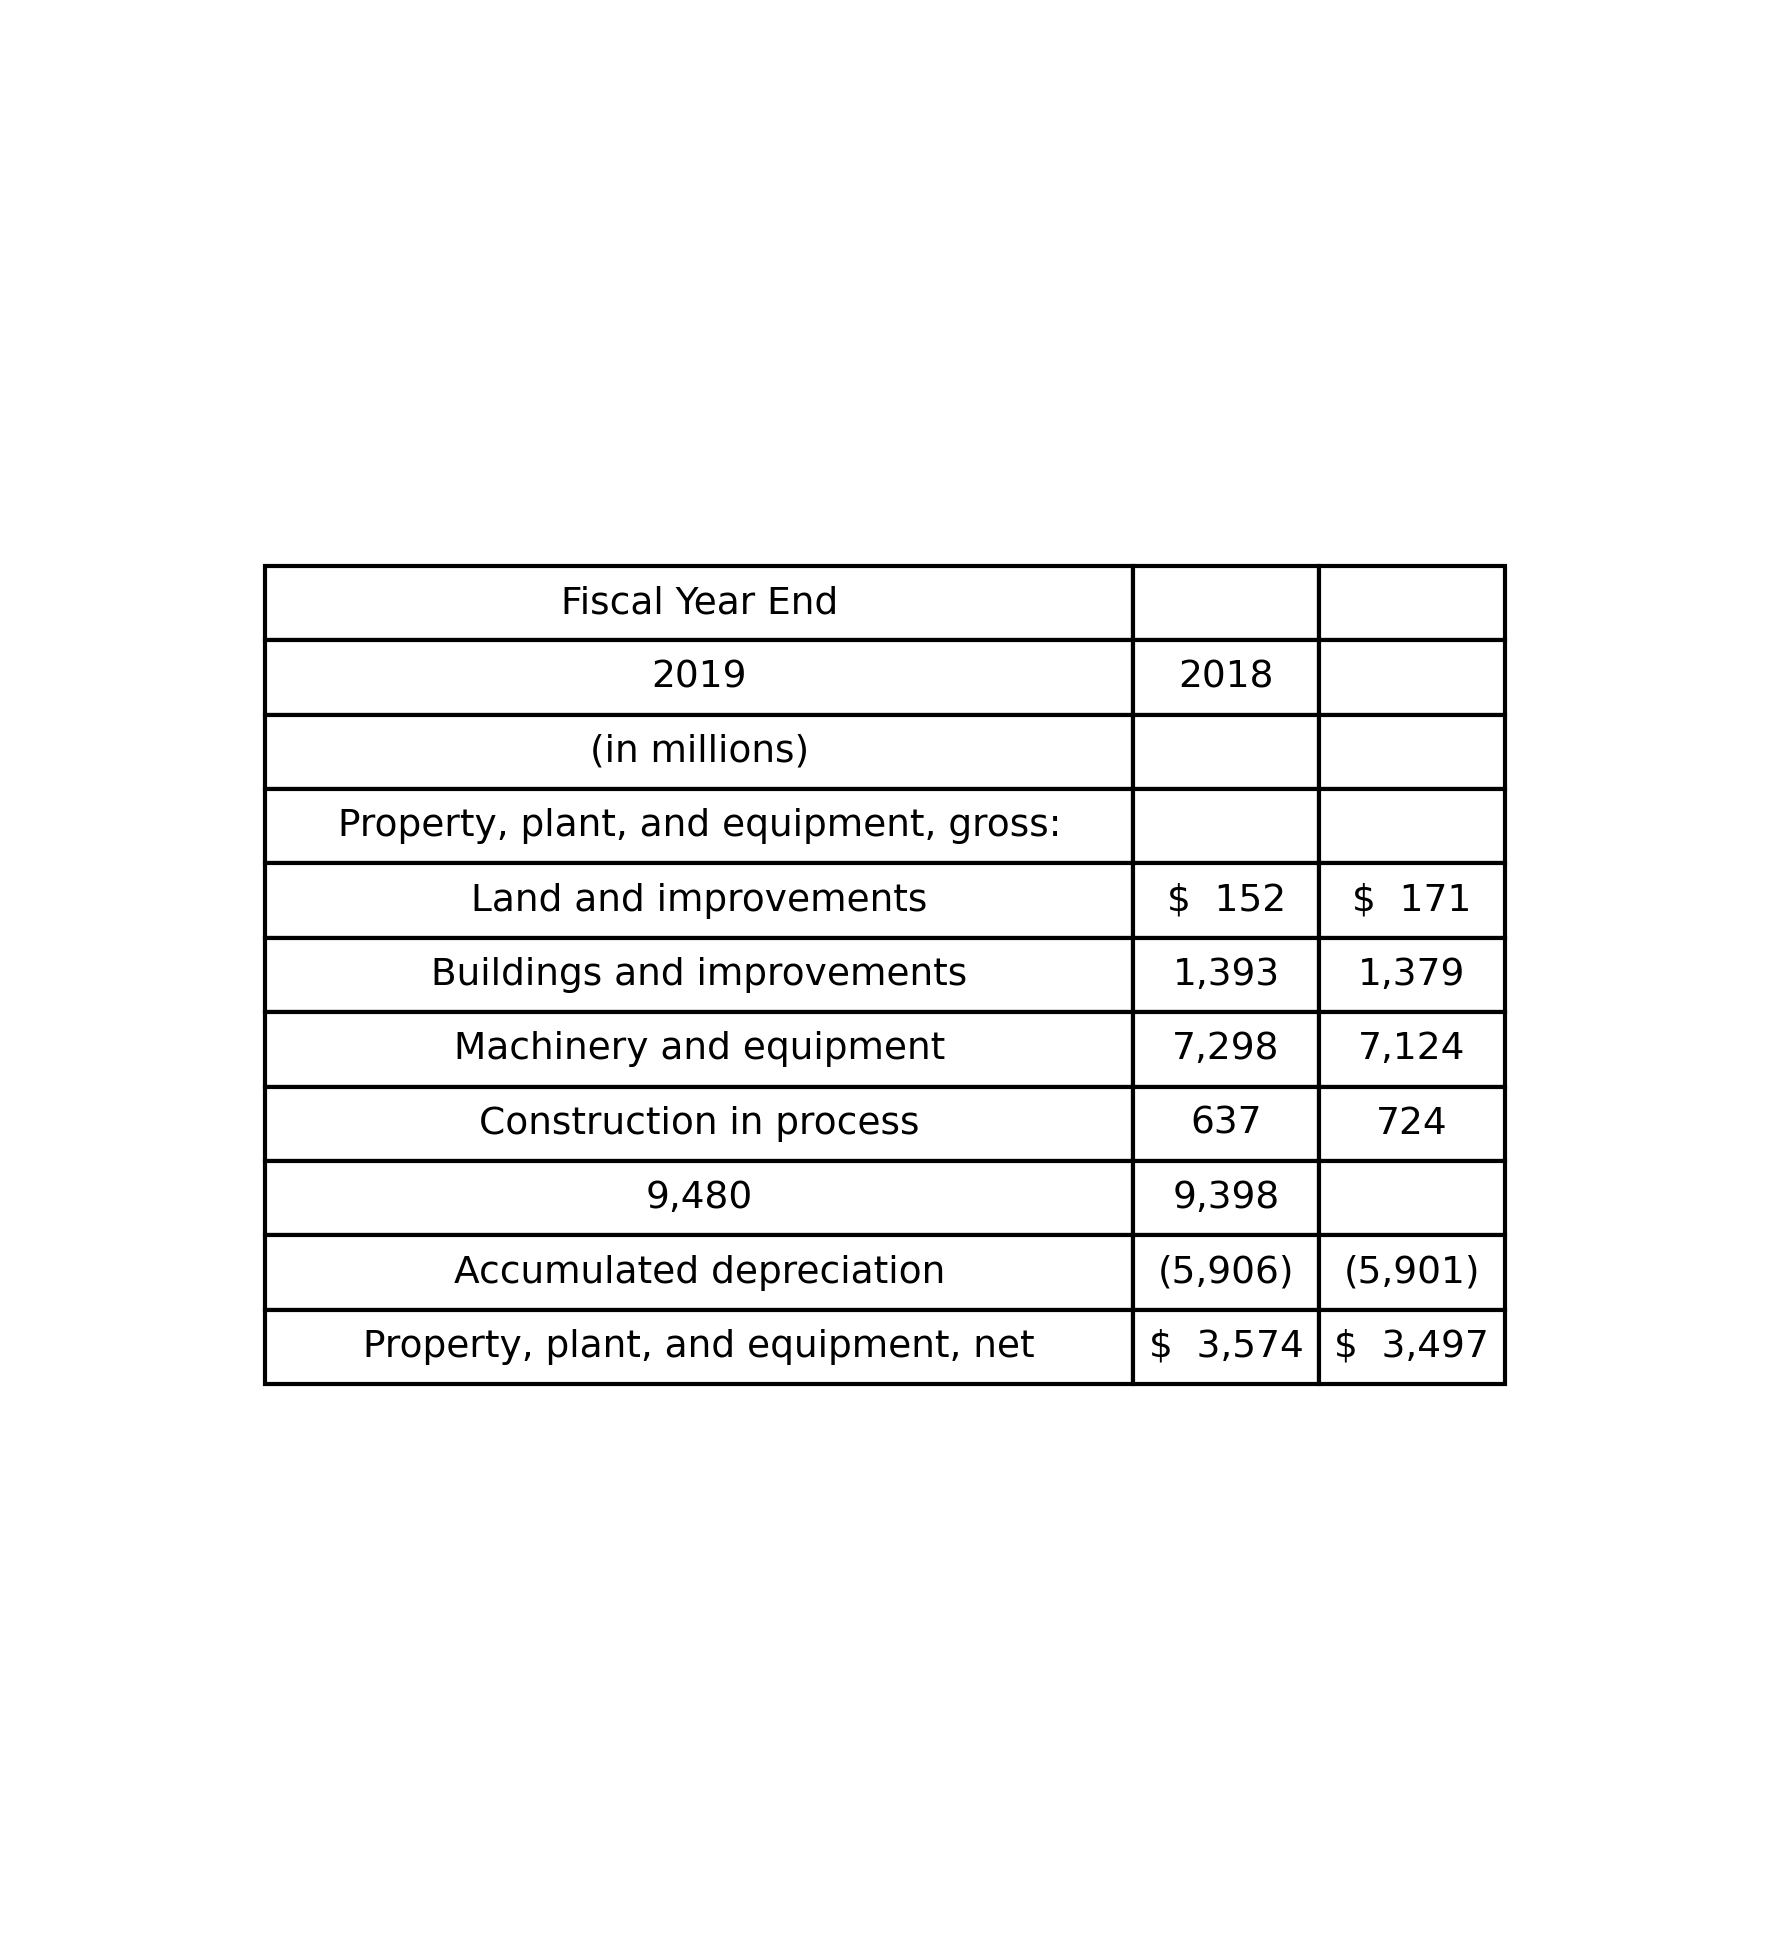 Fiscal Year End
2019 2018
(in millions)
Property, plant, and equipment, gross:
Land and improvements $ 152 $ 171
Buildings and improvements 1,393 1,379
Machinery and equipment 7,298 7,124
Construction in process 637 724
9,480 9,398
Accumulated depreciation (5,906) (5,901)
Property, plant, and equipment, net $ 3,574 $ 3,497